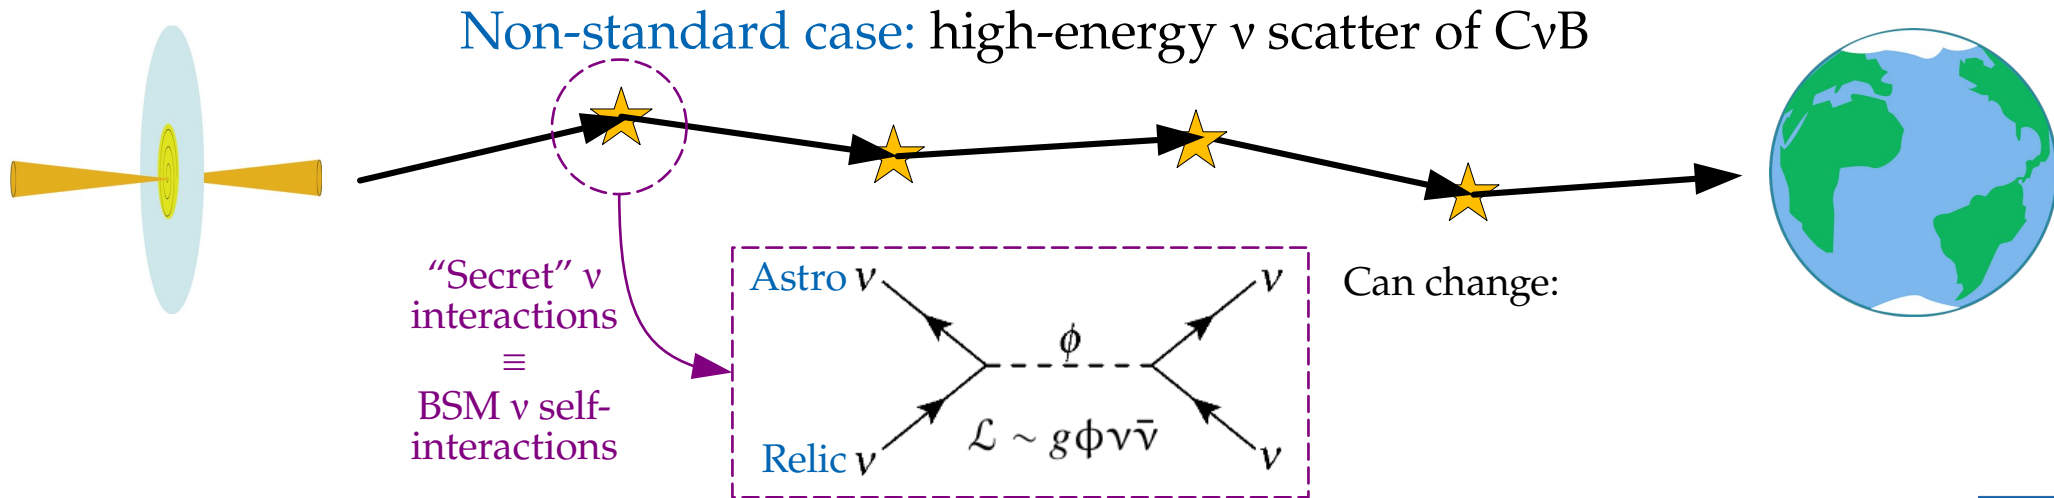 Non-standard case: high-energy ν scatter of CνB
“Secret” ν
interactions
≡
BSM ν self-
interactions
Astro ν
ν
Can change:
ϕ
ℒ ~ gϕνν̄
Relic ν
ν